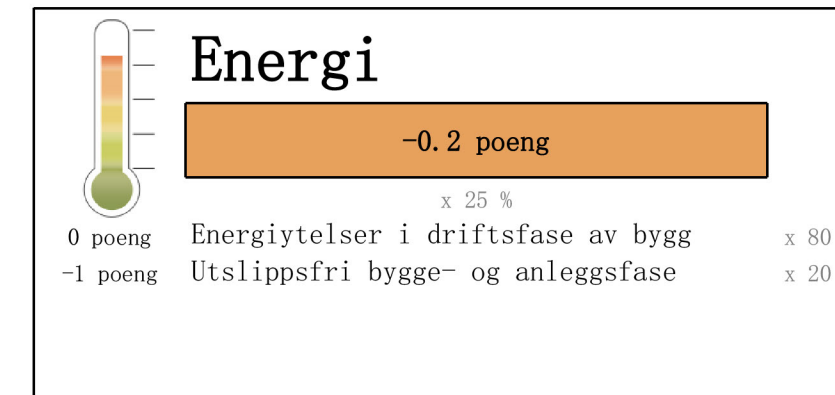 Energi
-0.2 poeng
x 25 %
0 poeng Energiytelser i driftsfase av bygg x 80
-1 poeng Utslippsfri bygge- og anleggsfase x 20